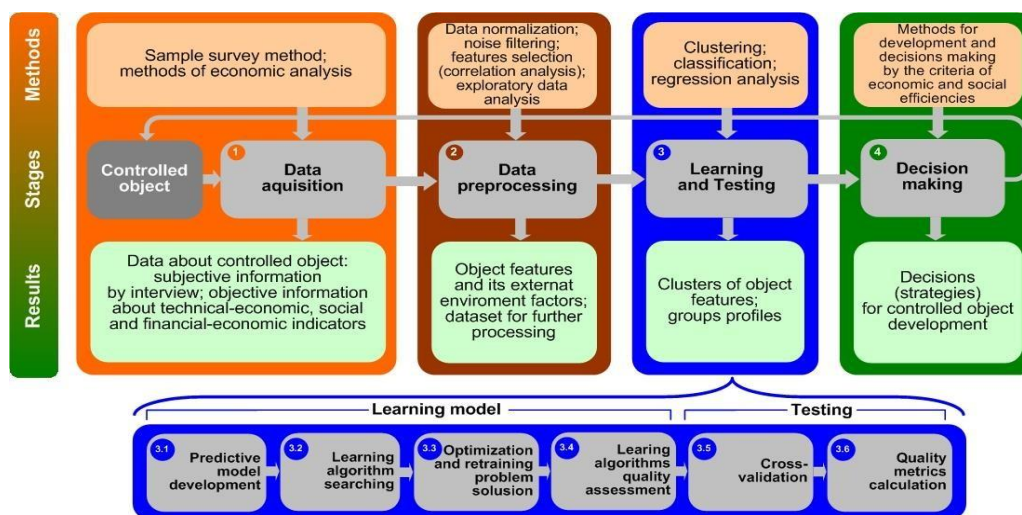 Methods
Sample survey method;
methods of economic analysis
Data normalization;
noise filtering;
features selection
(correlation analysis);
exploratory data
analysis
Clustering;
classification;
regression analysis
Methods for
development and
decisions making
by the criteria of
economic and social
efficiencies
Stages
Controlled
object
1
Data
aquisition
2
Data
preprocessing
3
Learning
and Testing
4
Decision
making
Results
Data about controlled object:
subjective information
by interview; objective information
about technical-economic, social
and financial-economic indicators
Object features
and its external
enviroment factors;
dataset for further
processing
Clusters of object
features;
groups profiles
Decisions
(strategies)
for controlled object
development
Learning model
Testing
3.1
Predictive
model
development
3.2
Learning
algorithm
searching
3.3
Optimization
and retraining
problem
solusion
3.4
Learing
algorithms
quality
assessment
3.5
Cross-
validation
3.6
Quality
metrics
calculation